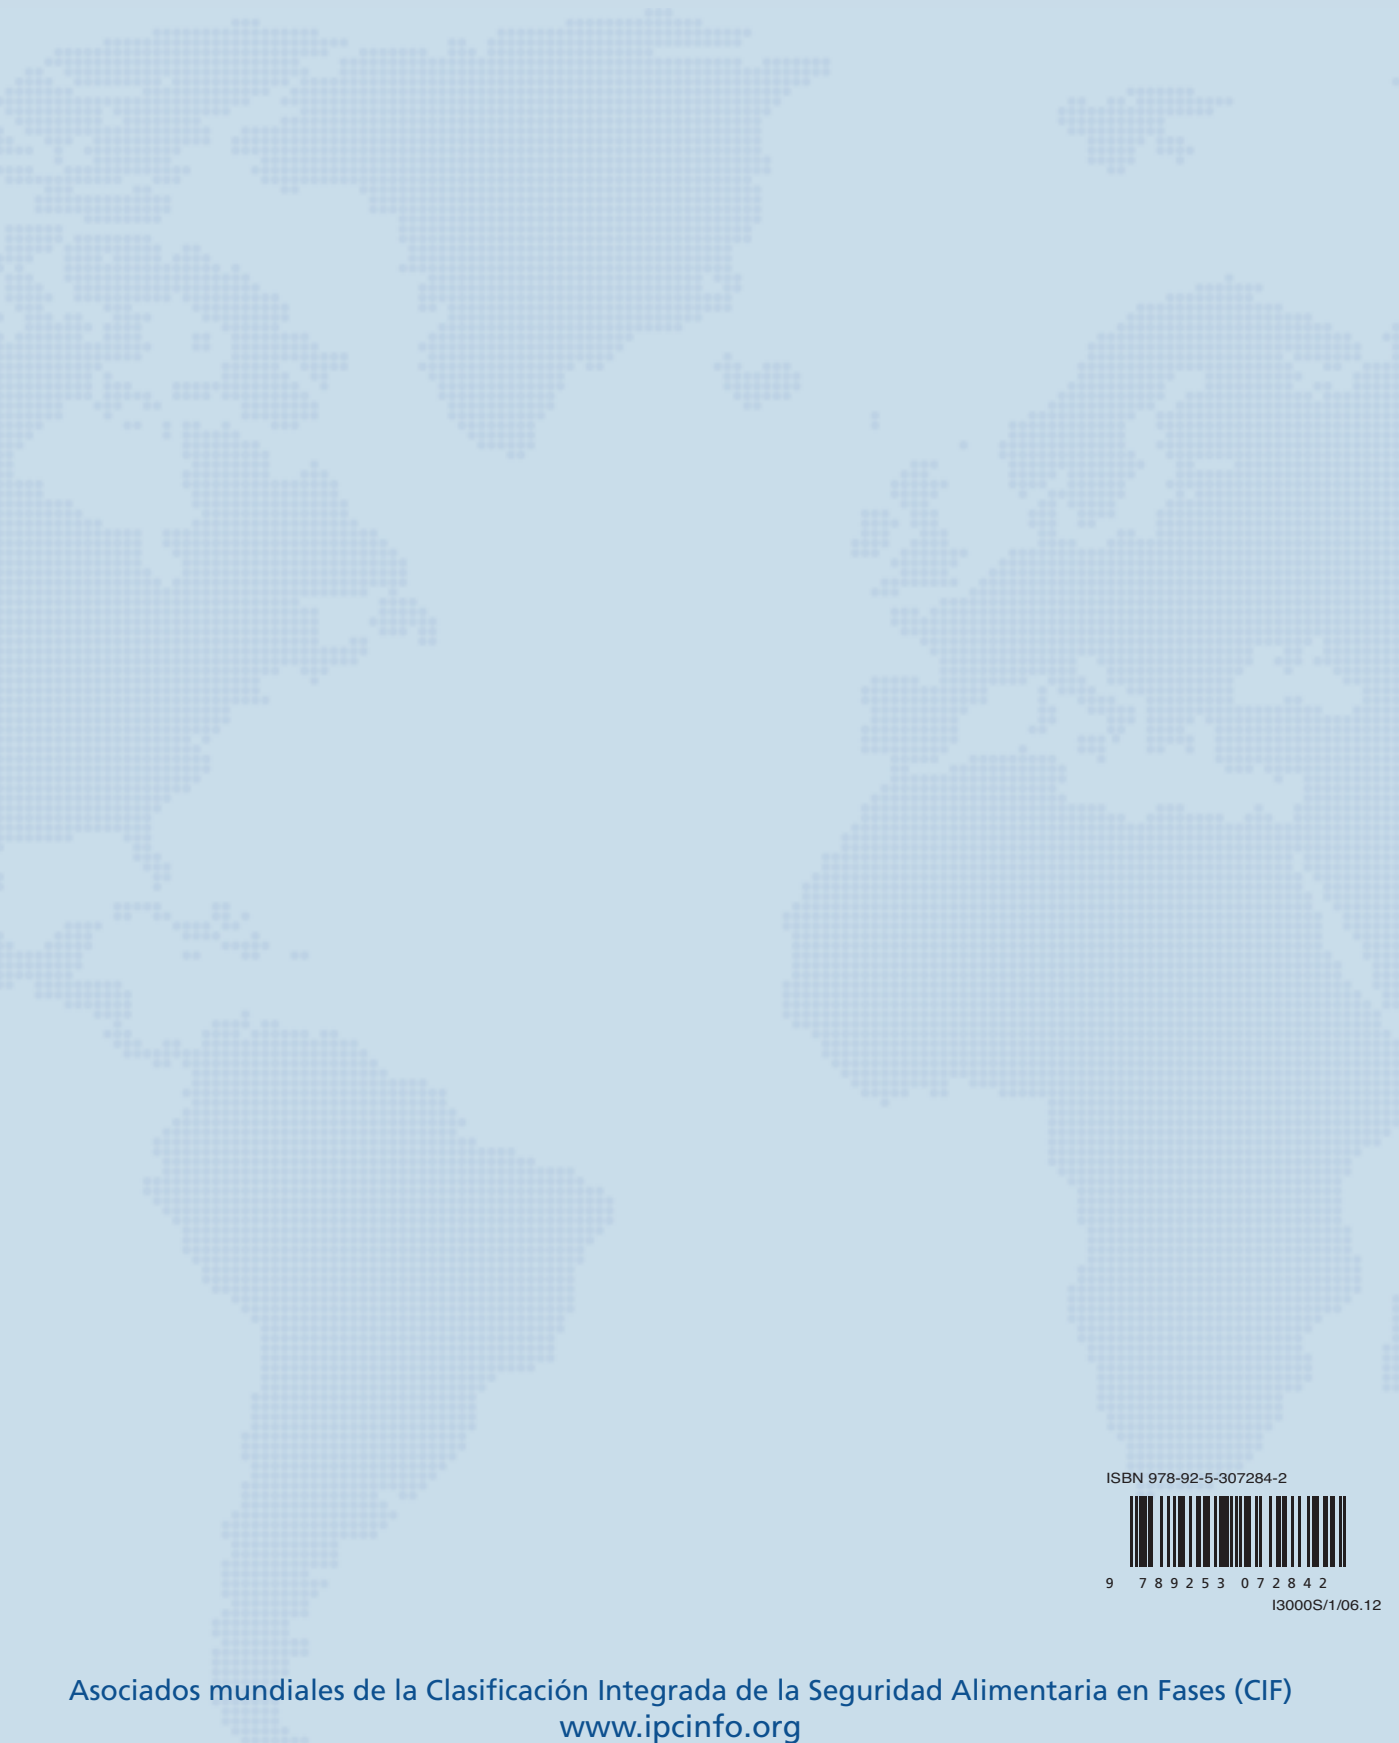 ISBN 978-92-5-307284-2
9 789253 072842
I3000S/1/06.12
Asociados mundiales de la Clasificación Integrada de la Seguridad Alimentaria en Fases (CIF)
www.ipcinfo.org